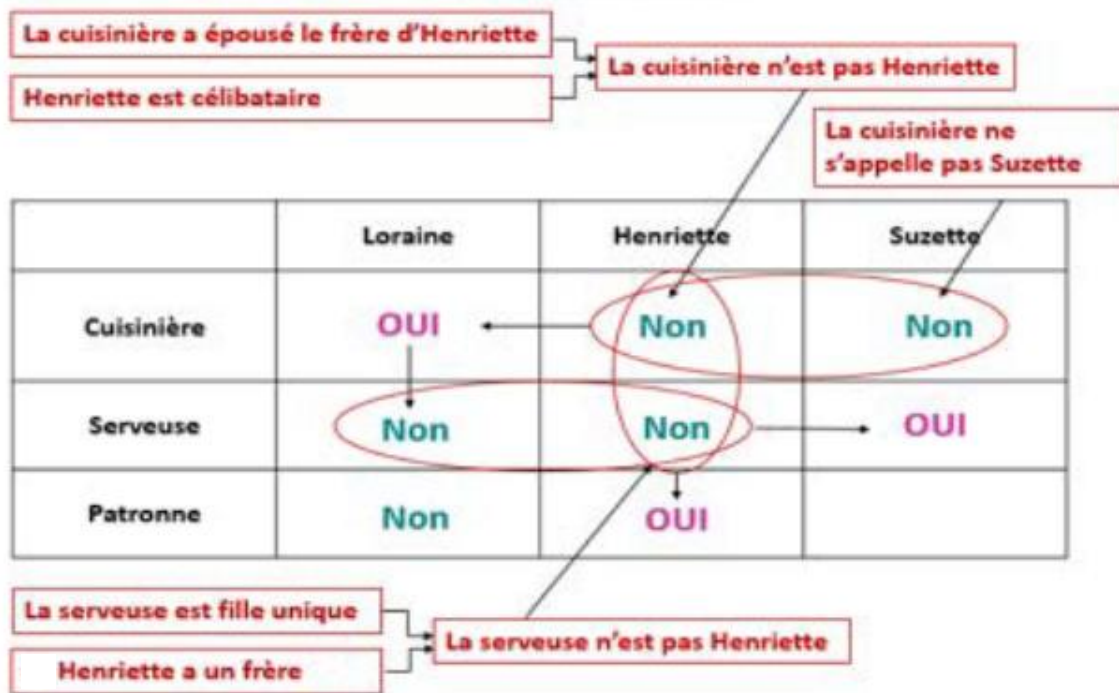 La cuisinière a épousé le frère d'Henriette
La cuisinière n'est pas Henriette
Henriette est célibataire
La cuisinière ne
s'appelle pas Suzette
Loraine Henriette Suzette
Cuisinière OUI Non Non
Serveuse Non Non OUI
Patronne Non OUI
La serveuse est fille unique
La serveuse n'est pas Henriette
Henriette a un frère